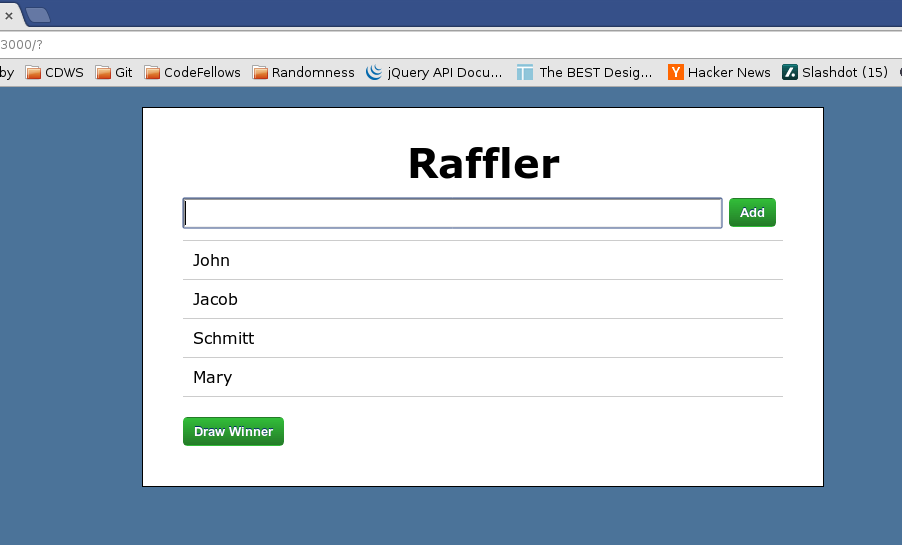 3000/?
by CDWS Git CodeFellows Randomness jQuery API Docu... The BEST Desig... Y Hacker News Slashdot (15)
Raffler
Add
John
Jacob
Schmitt
Mary
Draw Winner